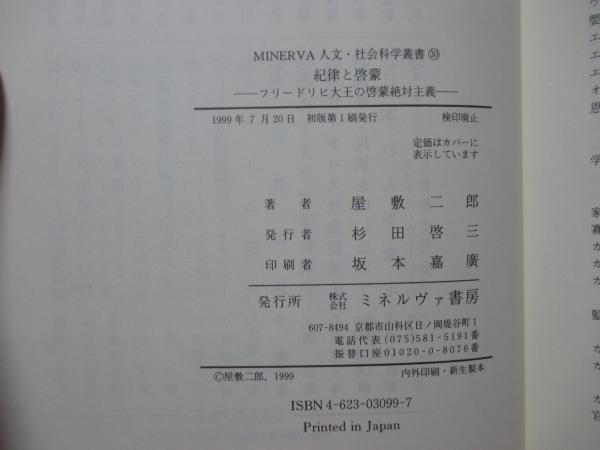 MINERVA 人文・社会科学叢書㉚
紀律と啓蒙
――フリードリヒ大王の啓蒙絶対主義――
1999年7月20日 初版第1刷発行 検印廃止
定価はカバーに
表示しています
著者 屋敷二郎
発行者 杉田啓三
印刷者 坂本嘉廣
発行所 株式会社 ミネルヴァ書房
607-8494 京都市山科区日ノ岡堤谷町1
電話代表 (075)581-5191番
振替口座 01020-0-8076番
©屋敷二郎, 1999 内外印刷・新生製本
ISBN4-623-03099-7
Printed in Japan